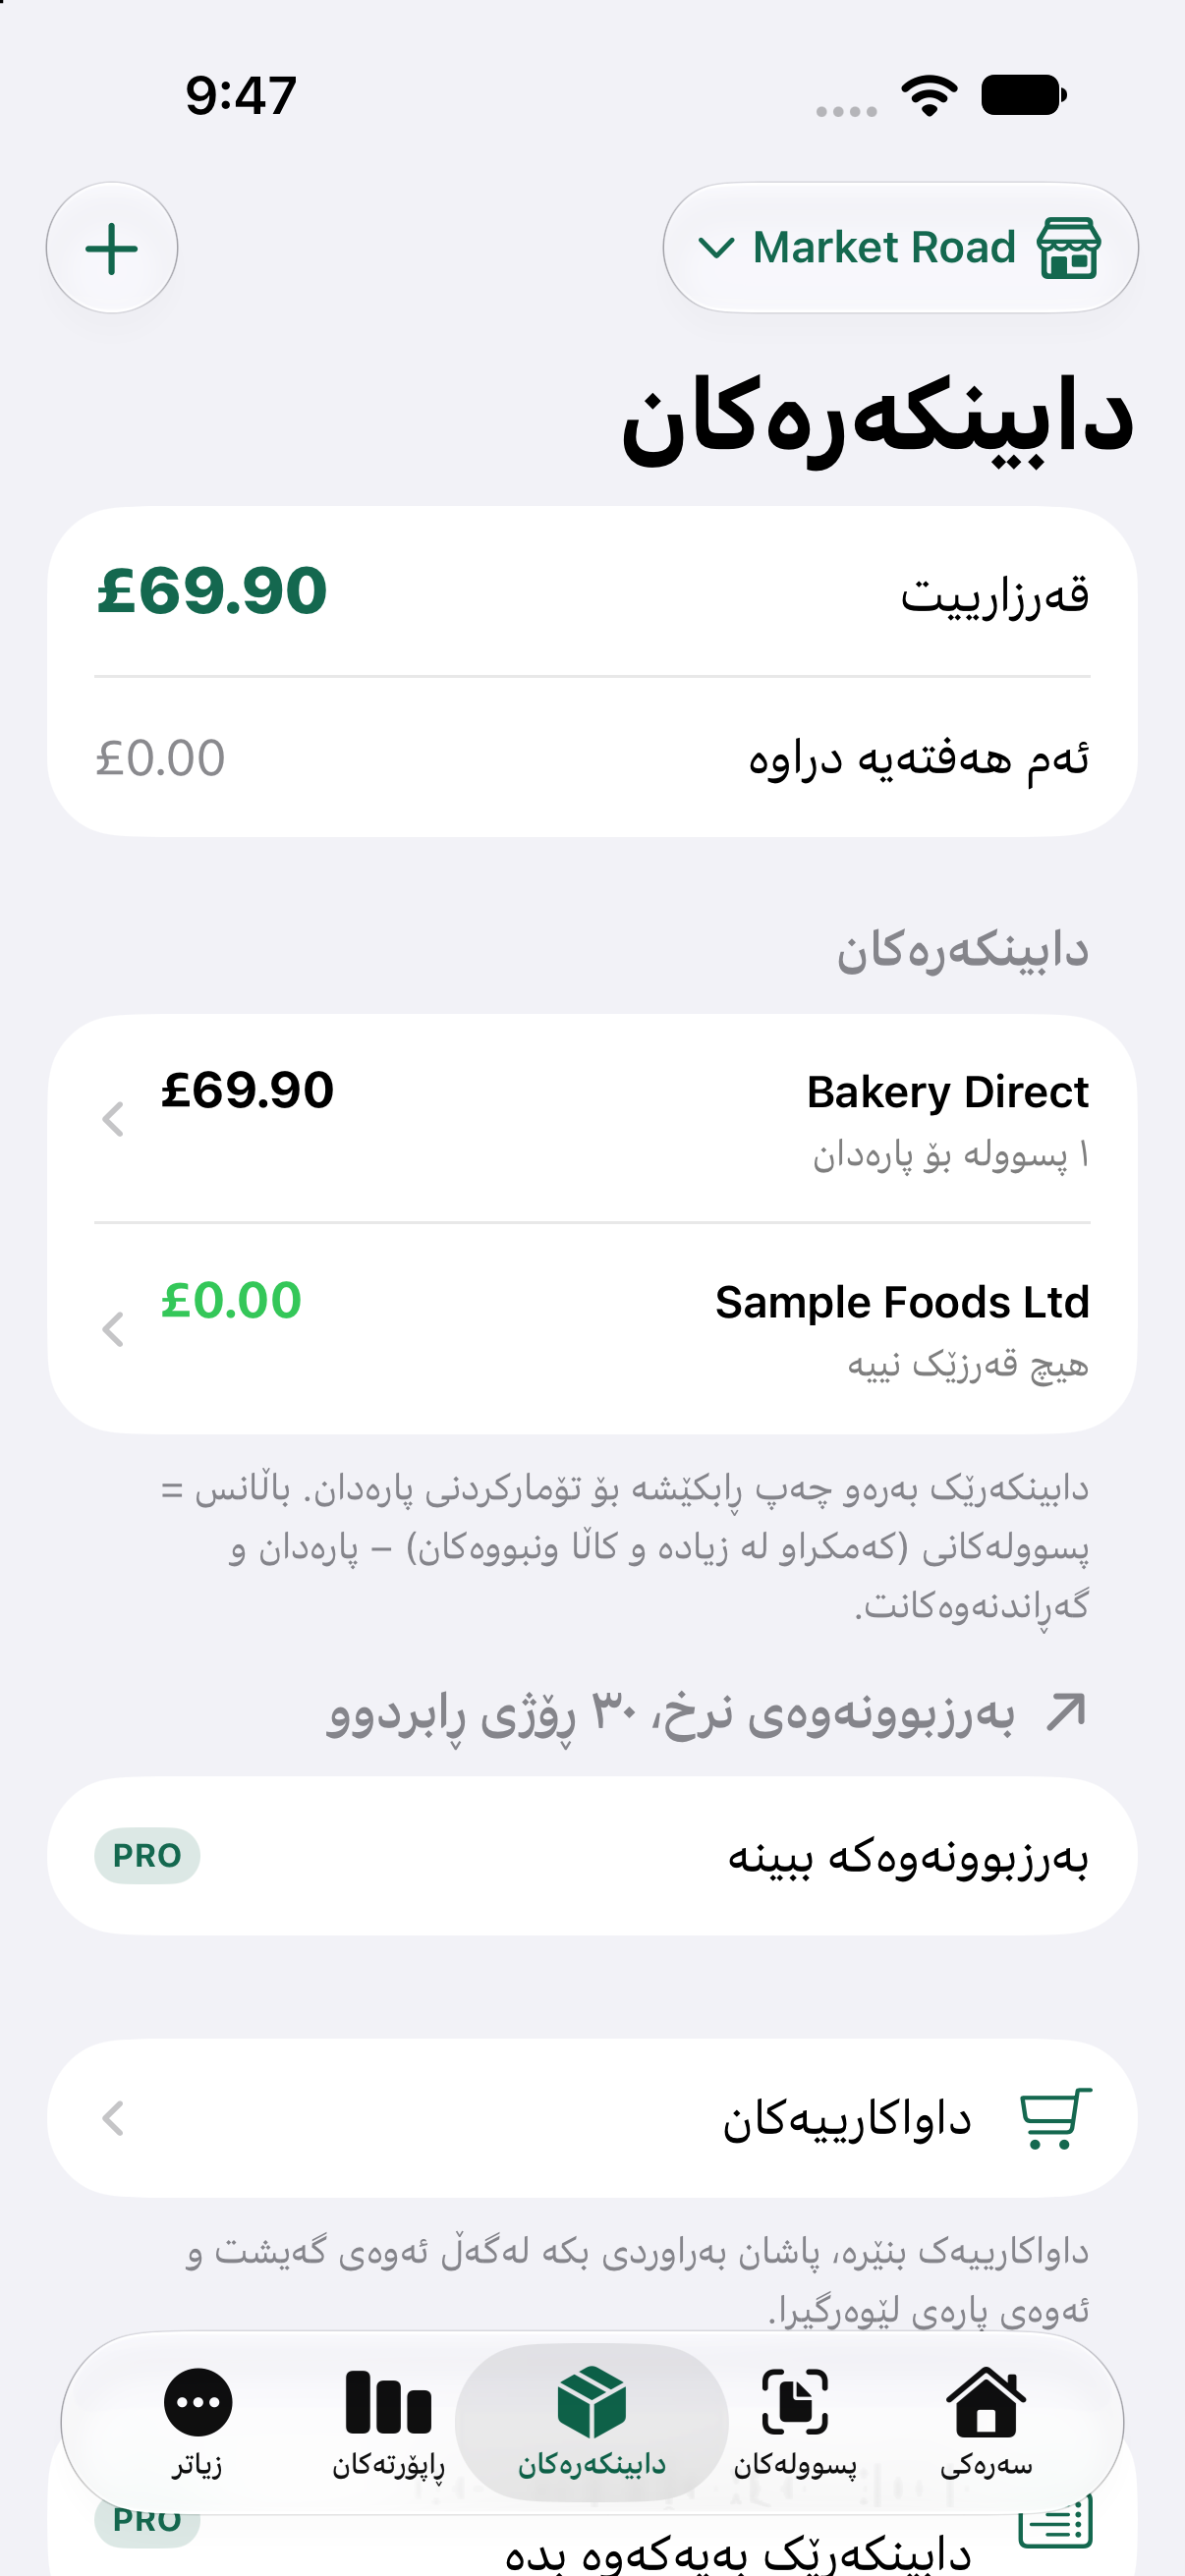 9:47
Market Road
دابینکەرەکان
قەرزارییت
£69.90
ئەم هەفتەیە دراوە
£0.00
دابینکەرەکان
Bakery Direct
£69.90
١ پسوولە بۆ پارەدان
Sample Foods Ltd
£0.00
هیچ قەرزێک نییە
دابینکەرێک بەرەو چەپ ڕابکێشە بۆ تۆمارکردنی پارەدان. باڵانس =
پسوولەکانی (کەمکراو لە زیادە و کاڵا ونبووەکان) – پارەدان و
گەڕاندنەوەکانت.
بەرزبوونەوەی نرخ، ٣٠ ڕۆژی ڕابردوو
بەرزبوونەوەکە ببینە
PRO
داواکارییەکان
داواکارییەک بنێرە، پاشان بەراوردی بکە لەگەڵ ئەوەی گەیشت و
ئەوەی پارەی لێوەرگیرا.
سەرەکی
پسوولەکان
دابینکەرەکان
ڕاپۆرتەکان
زیاتر
PRO
دابینکەرێک بەیەکەوە بدە